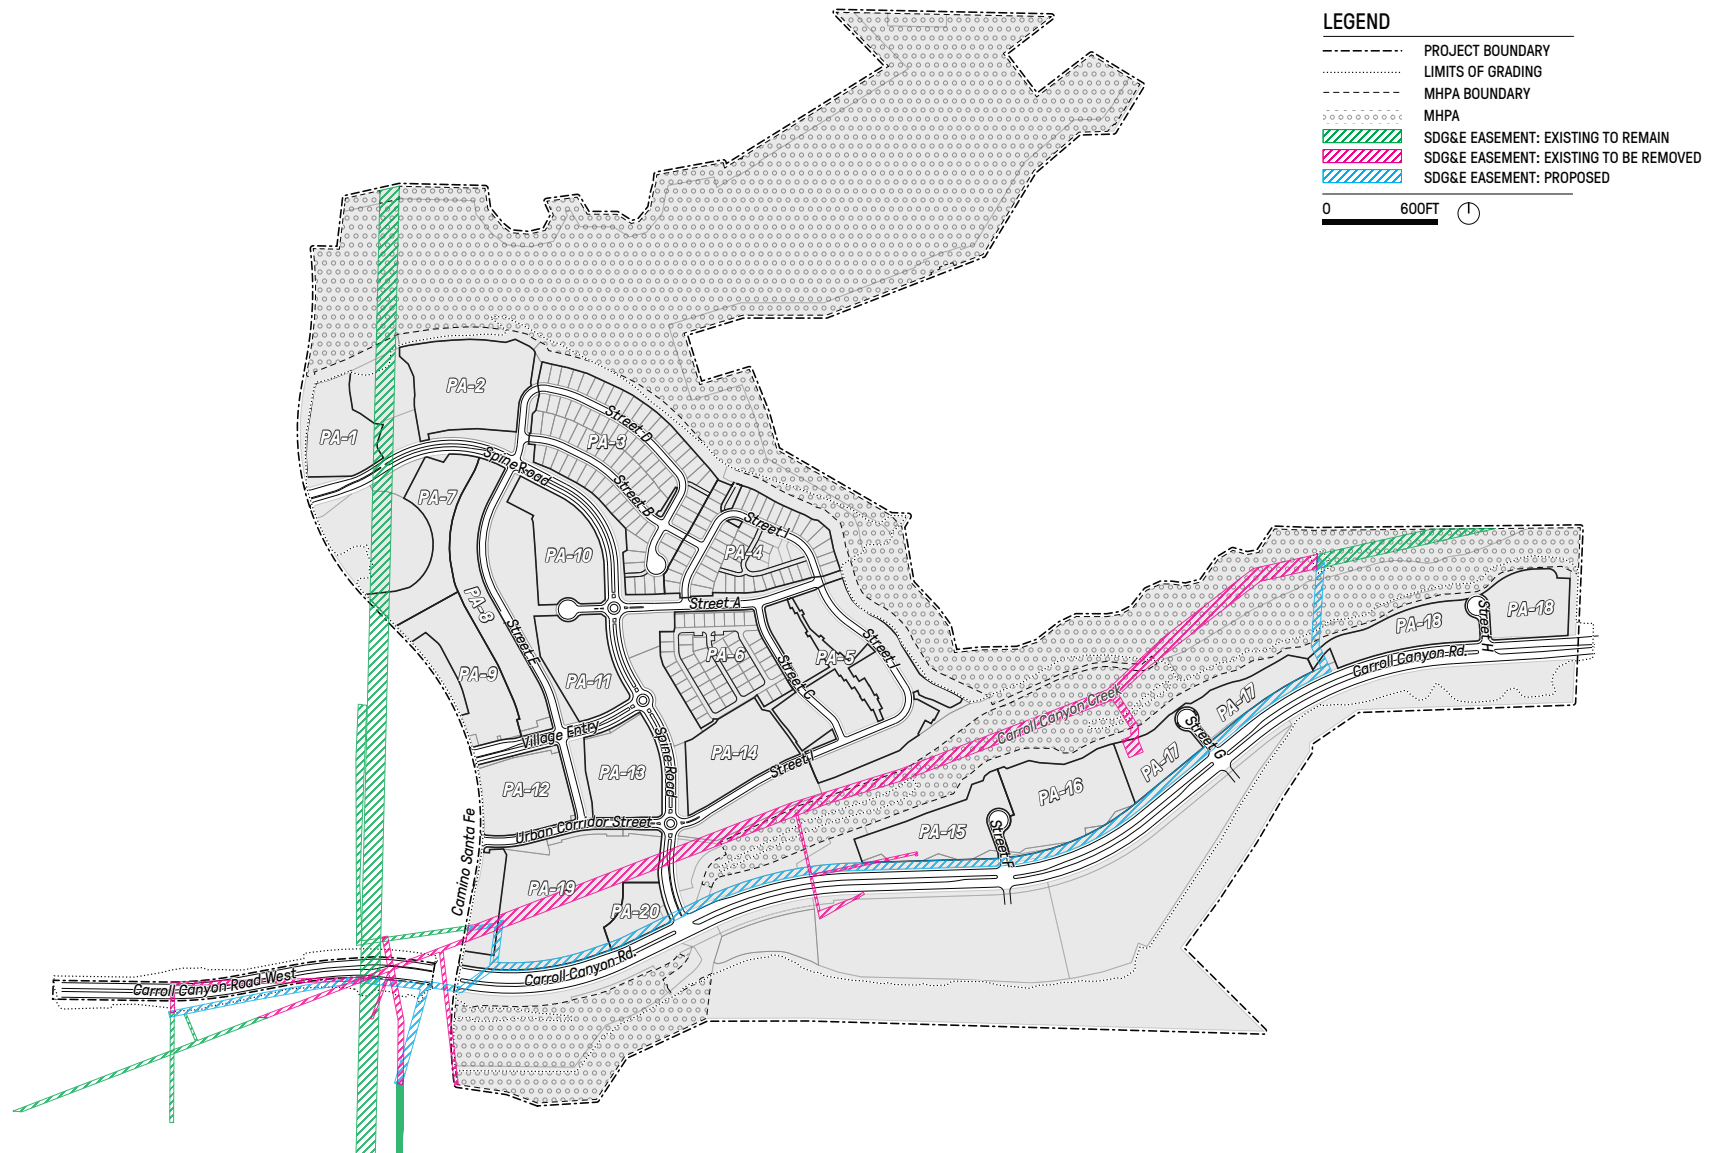 LEGEND
PROJECT BOUNDARY
LIMITS OF GRADING
MHPA BOUNDARY
MHPA
SDG&E EASEMENT: EXISTING TO REMAIN
SDG&E EASEMENT: EXISTING TO BE REMOVED
SDG&E EASEMENT: PROPOSED
0 600FT
PA-2
PA-1
Street D
PA-3
Spine Road
Street B
PA-7
Street I
PA-4
PA-10
Street A
PA-8
Street E
PA-18
PA-18
Street H
Carroll Canyon Rd.
Street I
PA-6
PA-5
Street C
PA-9
PA-11
Carroll Canyon Creek
PA-17
Street G
Village Entry
Spine Road
PA-14
Street I
PA-13
PA-17
PA-12
PA-16
Urban Corridor Street
PA-15
Street F
Camino Santa Fe
PA-19
PA-20
Carroll Canyon Rd.
Carroll Canyon Road West